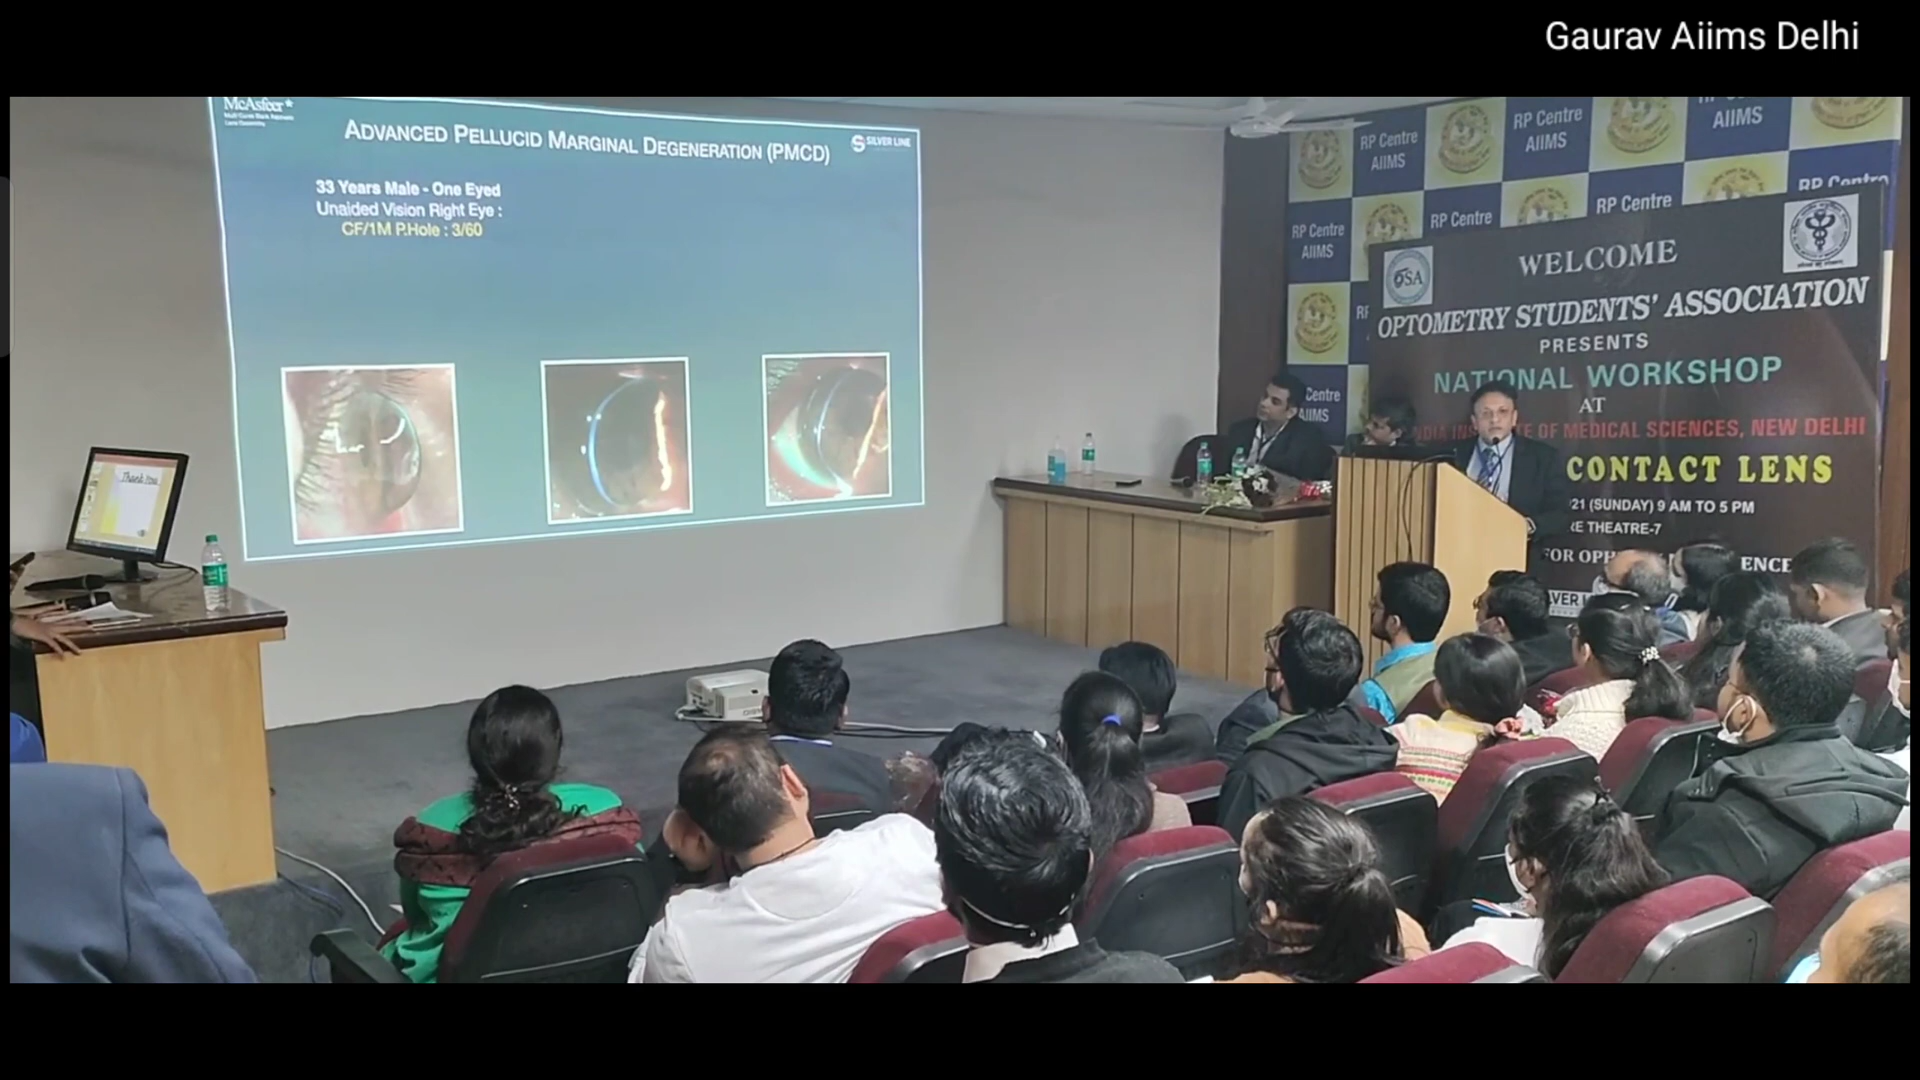 Gaurav Aiims Delhi
McAsfeer*
ADVANCED PELLUCID MARGINAL DEGENERATION (PMCD)
SILVER LINE
33 Years Male - One Eyed
Unaided Vision Right Eye :
CF/1M P.Hole : 3/60
Thank You
RP Centre
AIIMS
RP Centre
AIIMS
AIIMS
RP Centre
AIIMS
RP Centre
RP Centre
RP Centre
Centre
AIIMS
OSA
WELCOME
OPTOMETRY STUDENTS' ASSOCIATION
PRESENTS
NATIONAL WORKSHOP
AT
OF MEDICAL SCIENCES, NEW DELHI
CONTACT LENS
21 (SUNDAY) 9 AM TO 5 PM
THEATRE-7
FOR